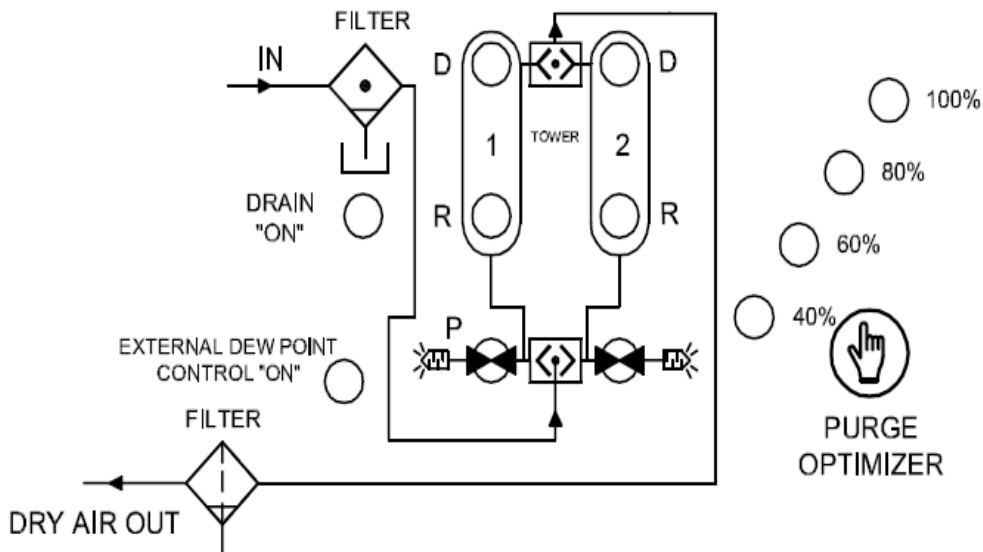 FILTER
IN
D
D
100%
1
TOWER
2
80%
DRAIN
"ON"
R
R
60%
40%
P
EXTERNAL DEW POINT
CONTROL "ON"
FILTER
PURGE
OPTIMIZER
DRY AIR OUT